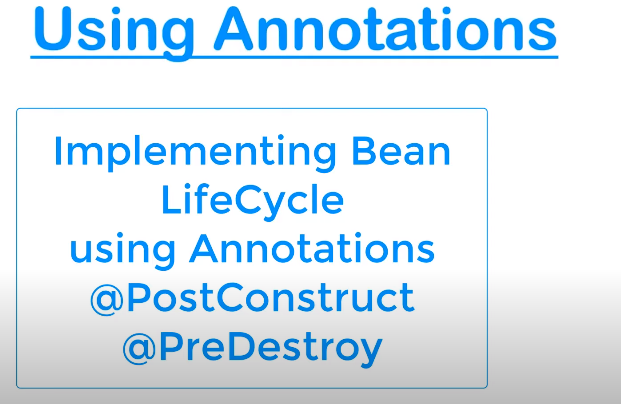 Using Annotations
Implementing Bean
LifeCycle
using Annotations
@PostConstruct
@PreDestroy